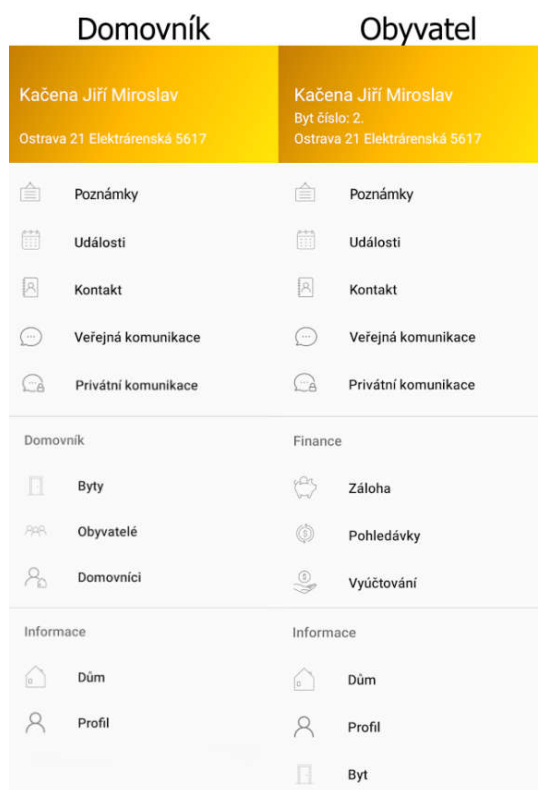 Domovník
Kačena Jiří Miroslav
Ostrava 21 Elektrárenská 5617
Poznámky
Události
Kontakt
Veřejná komunikace
Privátní komunikace
Domovník
Byty
Obyvatelé
Domovníci
Informace
Dům
Profil
Obyvatel
Kačena Jiří Miroslav
Byt číslo: 2.
Ostrava 21 Elektrárenská 5617
Poznámky
Události
Kontakt
Veřejná komunikace
Privátní komunikace
Finance
Záloha
Pohledávky
Vyúčtování
Informace
Dům
Profil
Byt